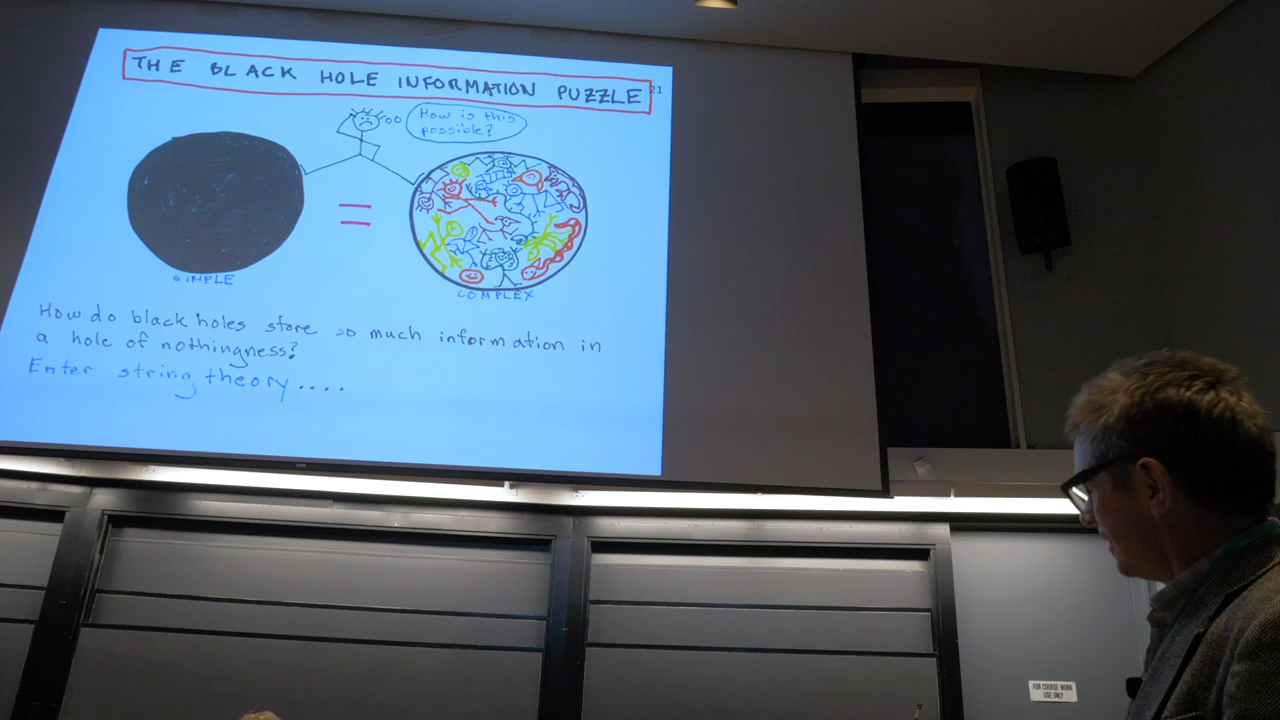 THE BLACK HOLE INFORMATION PUZZLE
21
How is this
possible?
=
SIMPLE
COMPLEX
How do black holes store so much information in
a hole of nothingness?
Enter string theory....
FOR COURSE WORK
USE ONLY